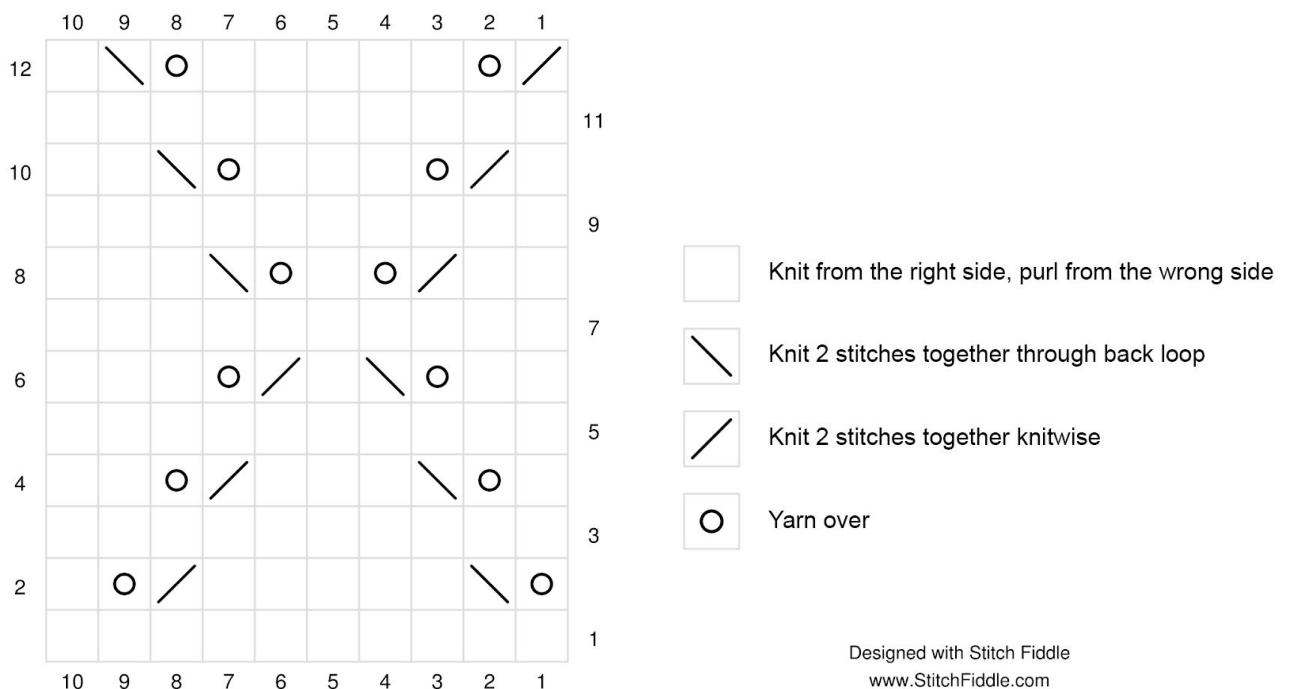 10 9 8 7 6 5 4 3 2 1
12
11
10
9
8
Knit from the right side, purl from the wrong side
7
Knit 2 stitches together through back loop
6
5
Knit 2 stitches together knitwise
4
Yarn over
3
2
1
Designed with Stitch Fiddle
www.StitchFiddle.com
10 9 8 7 6 5 4 3 2 1